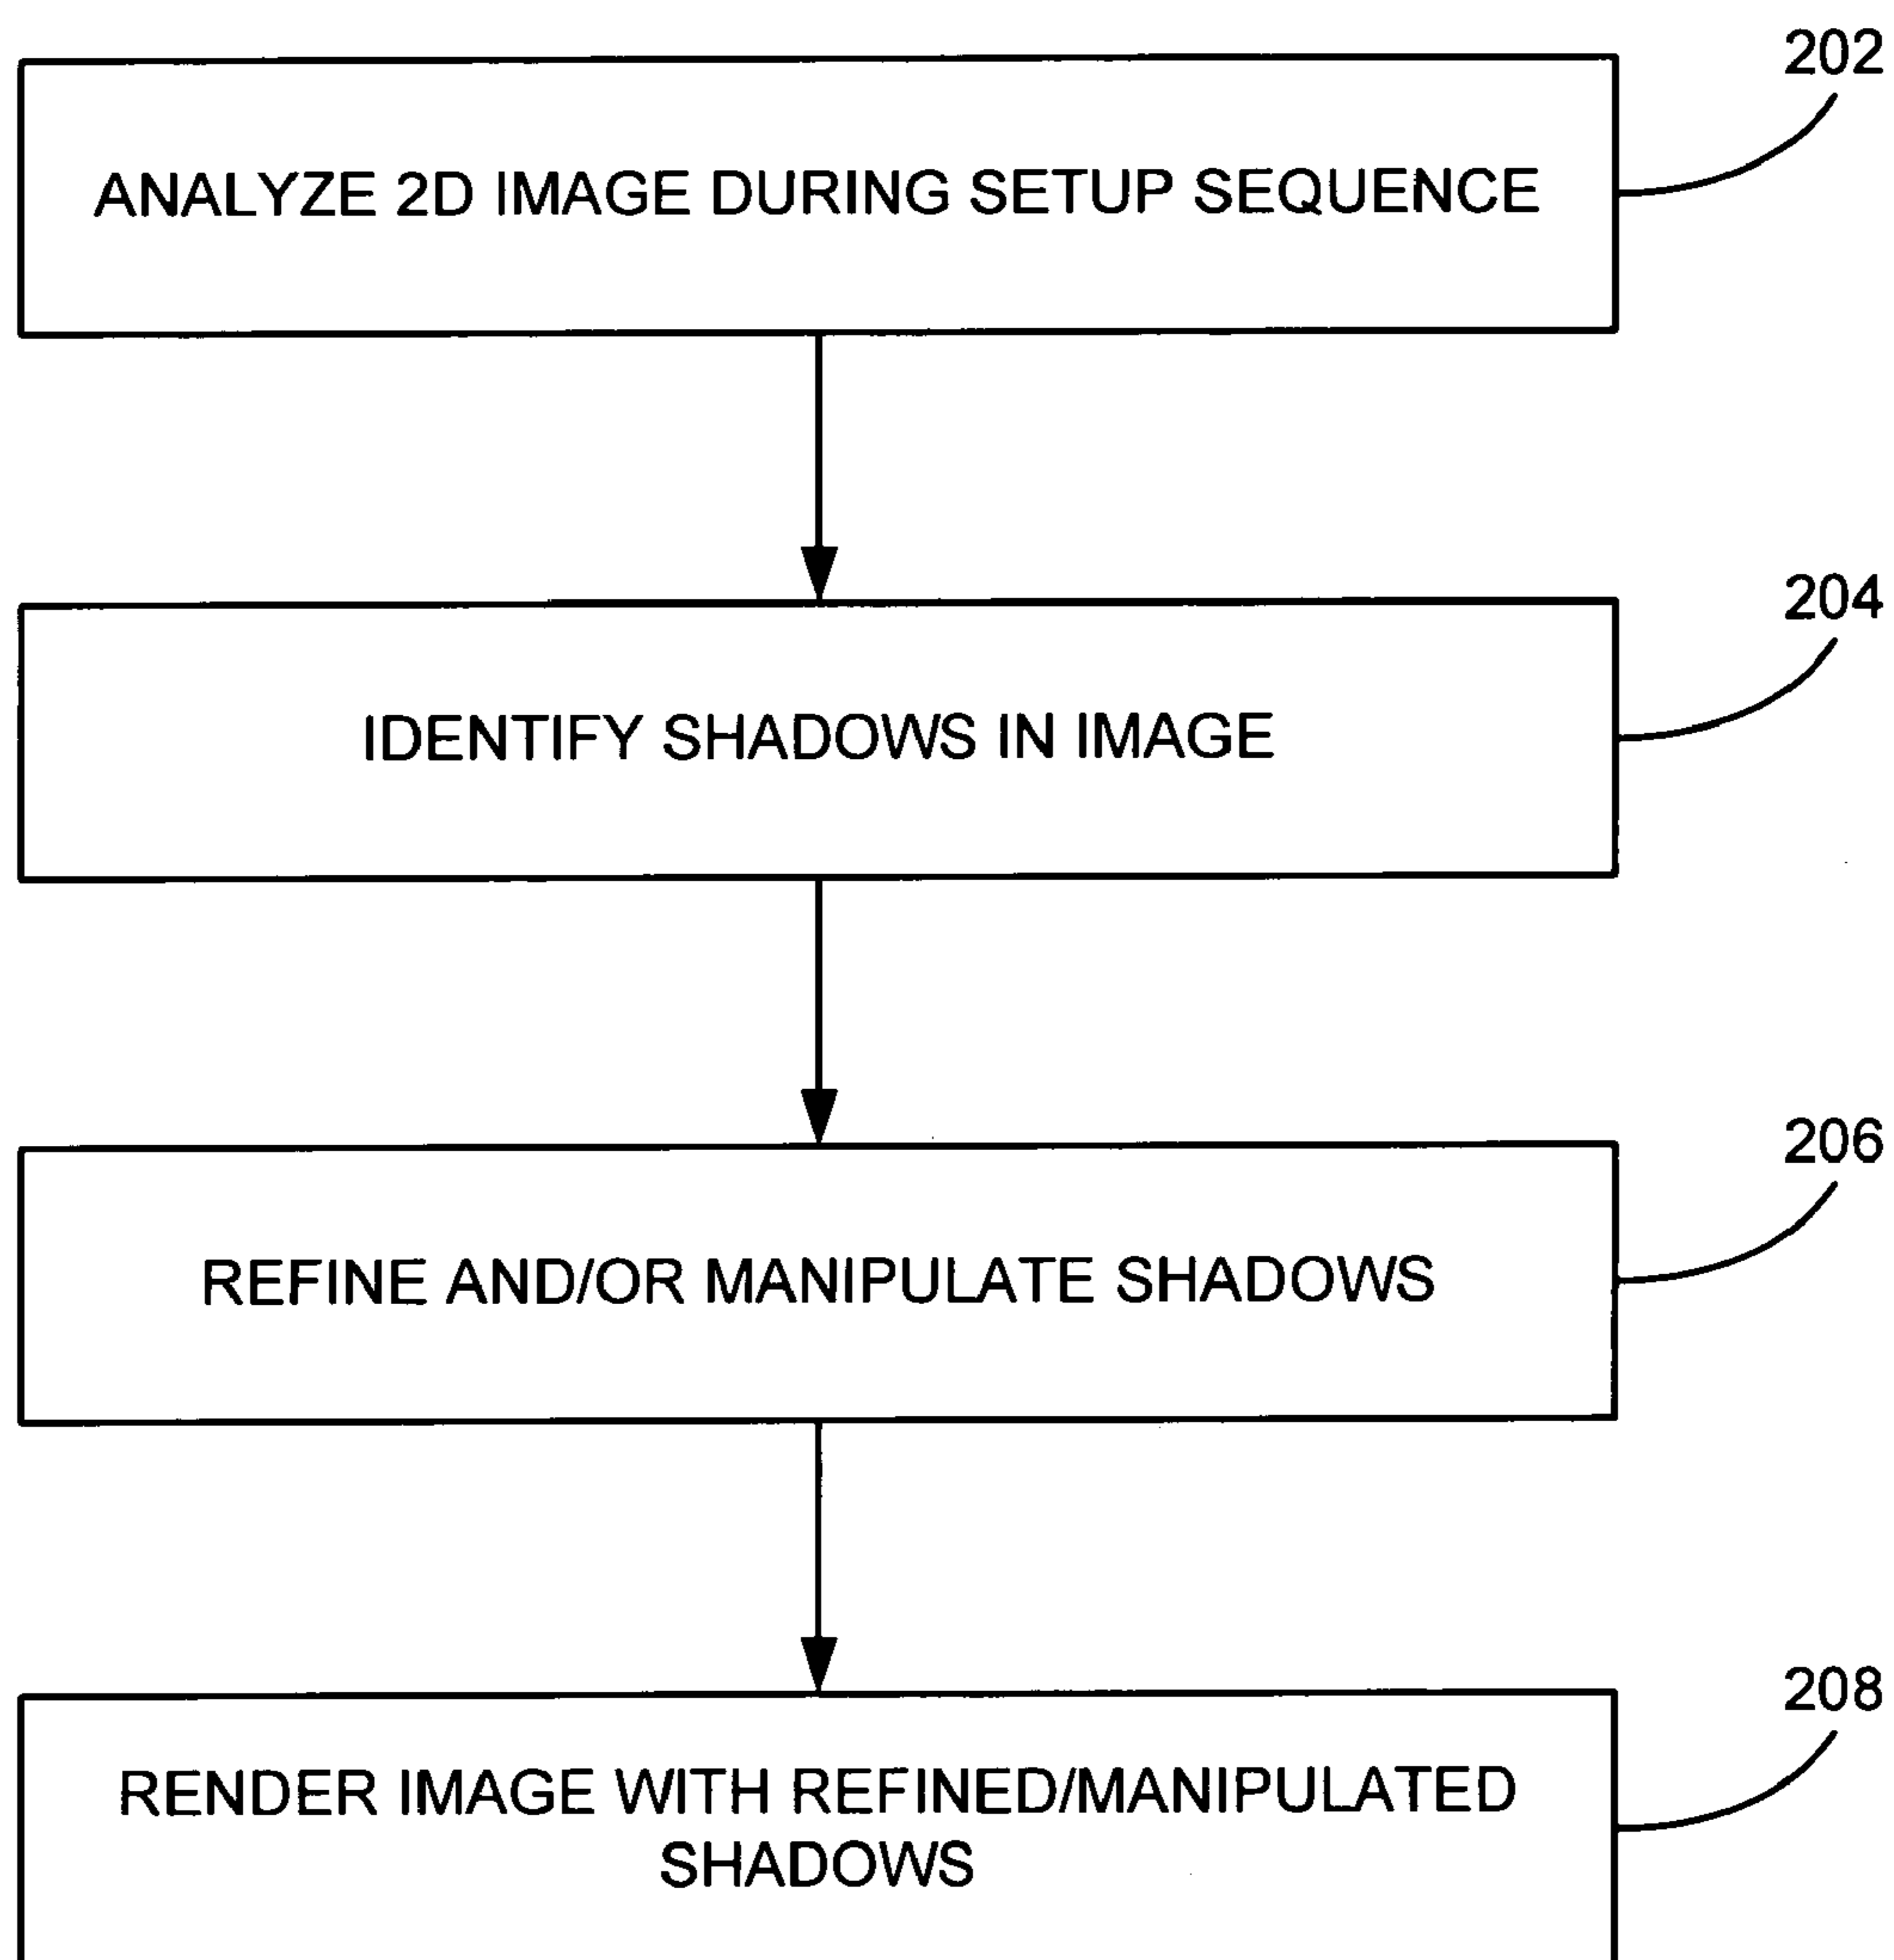 202
ANALYZE 2D IMAGE DURING SETUP SEQUENCE
204
IDENTIFY SHADOWS IN IMAGE
206
REFINE AND/OR MANIPULATE SHADOWS
208
RENDER IMAGE WITH REFINED/MANIPULATED
SHADOWS